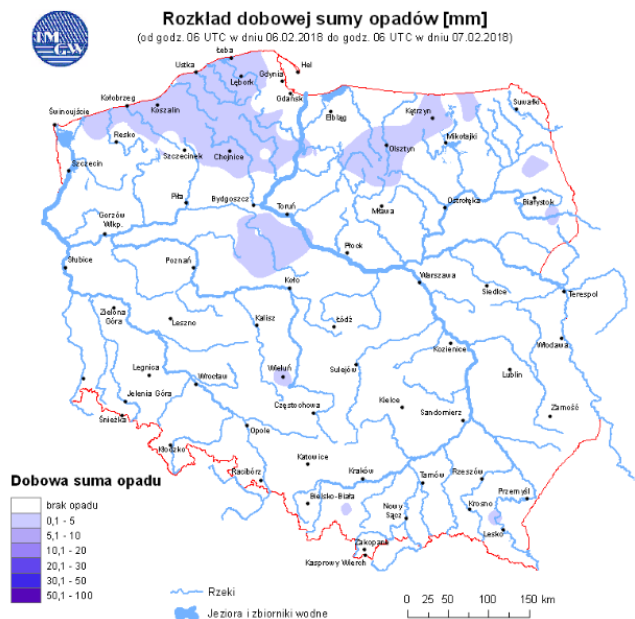 IM
GW
Rozkład dobowej sumy opadów [mm]
(od godz. 06 UTC w dniu 06.02.2018 do godz. 06 UTC w dniu 07.02.2018)
Łeba
Ustka
Hel
Gdynia
Lębork
Gdańsk
Kołobrzeg
Koszalin
Suwałki
Elbląg
Kętrzyn
Świnoujście
Resko
Mikołajki
Szczecinek
Chojnice
Olsztyn
Szczecin
Piła
Bydgoszcz
Toruń
Mława
Ostrołęka
Białystok
Gorzów
Wlkp.
Płock
Słubice
Poznań
Warszawa
Koło
Siedlce
Terespol
Zielona
Góra
Leszno
Kalisz
Łódź
Kozienice
Włodawa
Legnica
Wieluń
Sulejów
Lublin
Wrocław
Jelenia Góra
Częstochowa
Kielce
Zamość
Sandomierz
Śnieżka
Opole
Kłodzko
Katowice
Racibórz
Kraków
Tarnów
Rzeszów
Przemyśl
Bielsko-Biała
Nowy
Sącz
Krosno
Lesko
Zakopane
Kasprowy Wierch
Dobowa suma opadu
brak opadu
0,1 - 5
5,1 - 10
10,1 - 20
20,1 - 30
30,1 - 50
50,1 - 100
Rzeki
Jeziora i zbiorniki wodne
0 25 50 100 150 km